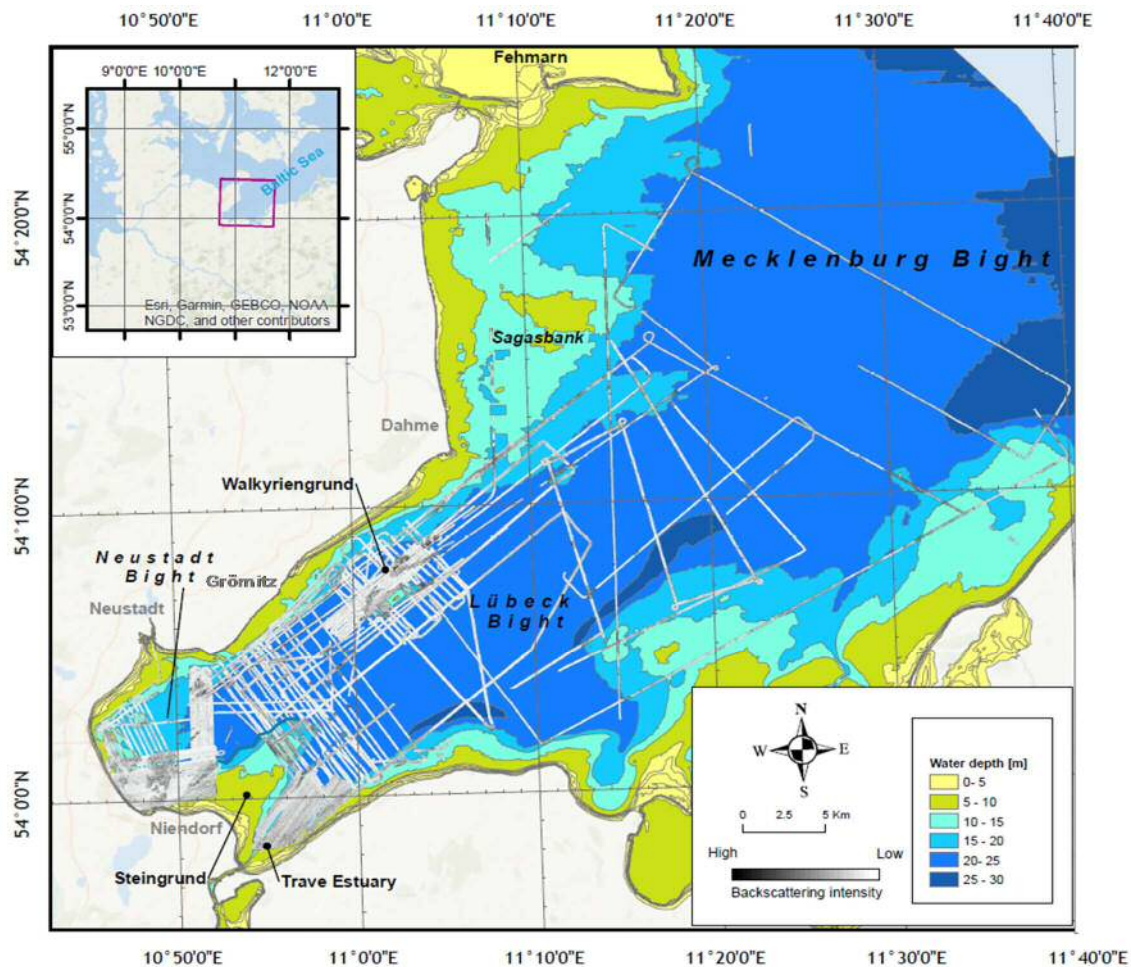 10°50'0"E 11°0'0"E 11°10'0"E 11°20'0"E 11°30'0"E 11°40'0"E
Fehmarn
9°0'0"E 10°0'0"E 12°0'0"E
55°0'0"N
54°0'0"N
53°0'0"N
Baltic Sea
Esri, Garmin, GEBCO, NOAA
NGDC, and other contributors
54°20'0"N
Mecklenburg Bight
Sagasbank
Dahme
Walkyriengrund
54°10'0"N
Neustadt
Bight
Grömitz
Neustadt
Lübeck
Bight
54°0'0"N
Niendorf
Steingrund
Trave Estuary
N
W E
S
0 2.5 5 Km
High Low
Backscattering intensity
Water depth [m]
0- 5
5 - 10
10 - 15
15 - 20
20- 25
25 - 30
10°50'0"E 11°0'0"E 11°10'0"E 11°20'0"E 11°30'0"E 11°40'0"E